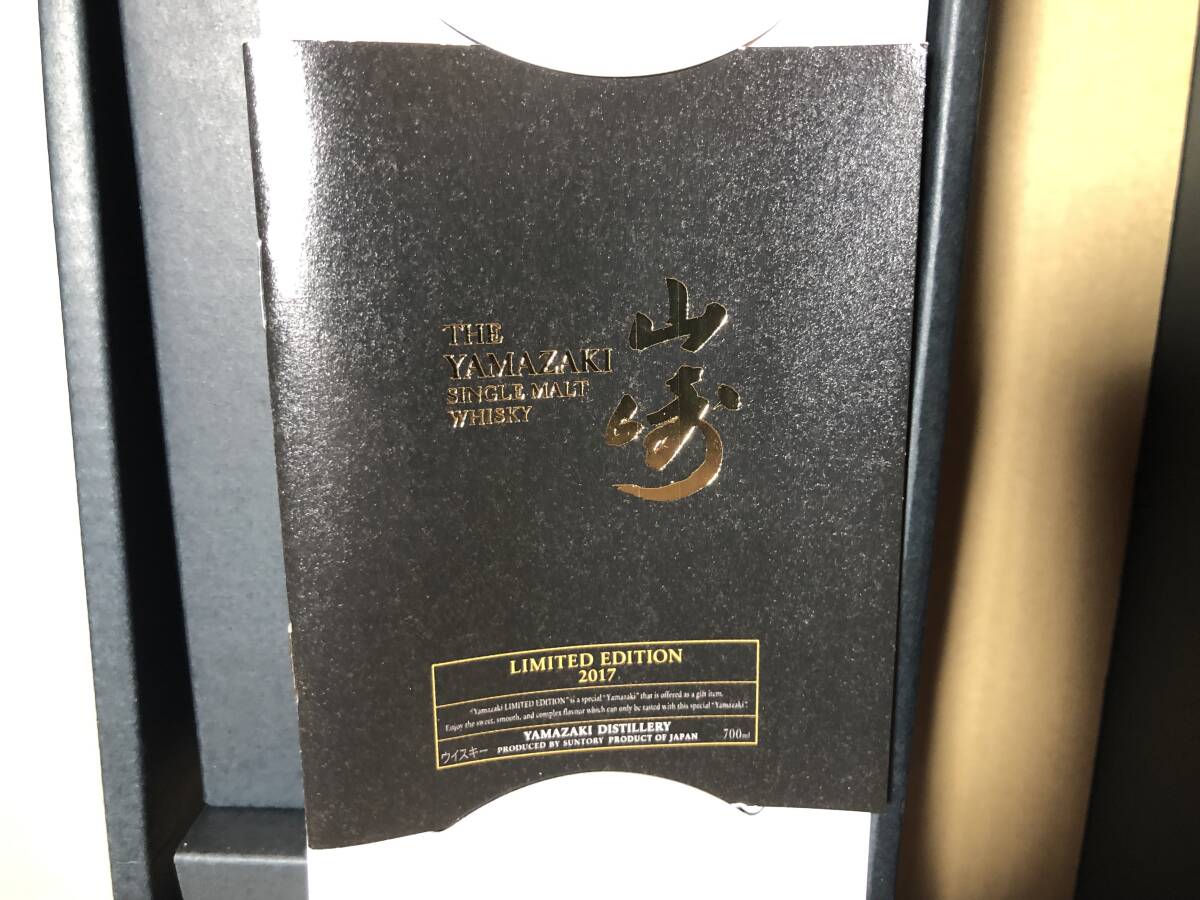 THE
YAMAZAKI
SINGLE MALT
WHISKY
山崎
LIMITED EDITION
2017
"Yamazaki LIMITED EDITION" is a special "Yamazaki" that is offered as a gift item.
Enjoy the sweet, smooth, and complex flavour which can only be tasted with this special "Yamazaki".
YAMAZAKI DISTILLERY
ウイスキー PRODUCED BY SUNTORY PRODUCT OF JAPAN 700ml